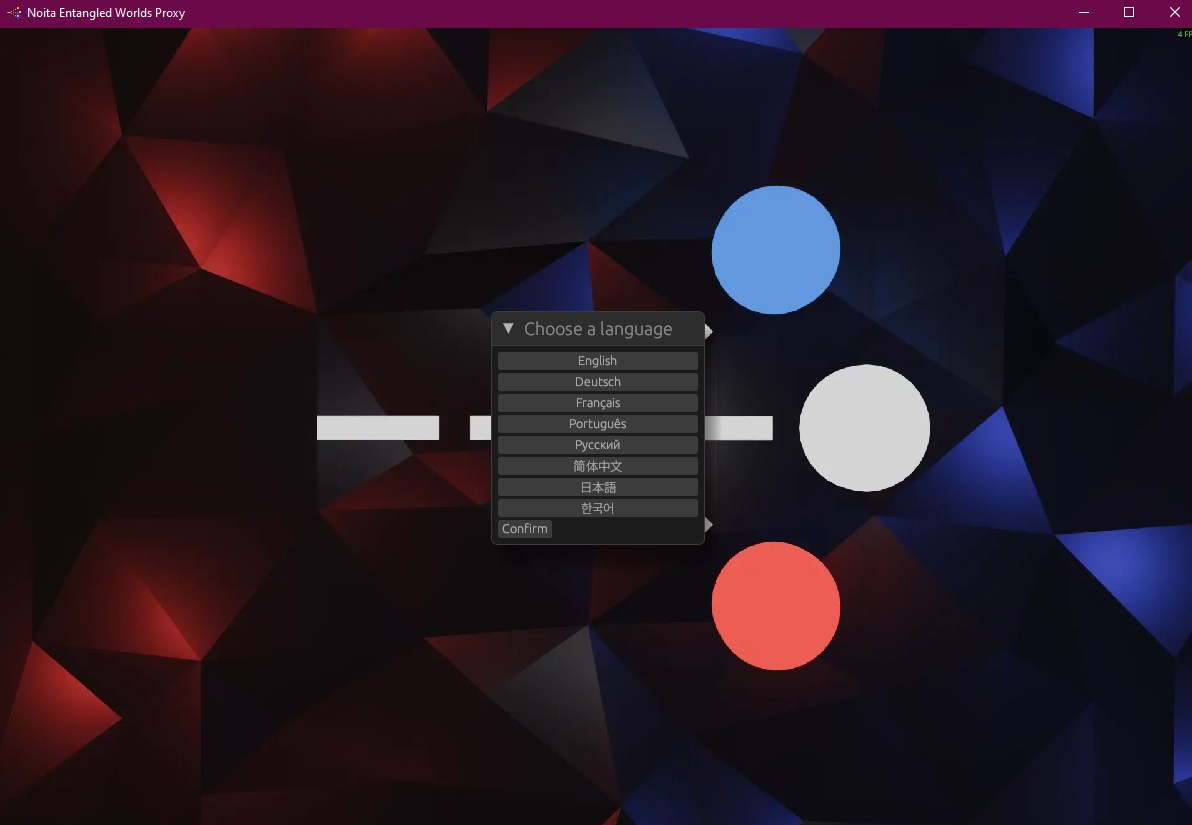 Noita Entangled Worlds Proxy
4 FP
Choose a language
English
Deutsch
Français
Português
Русский
简体中文
日本語
한국어
Confirm